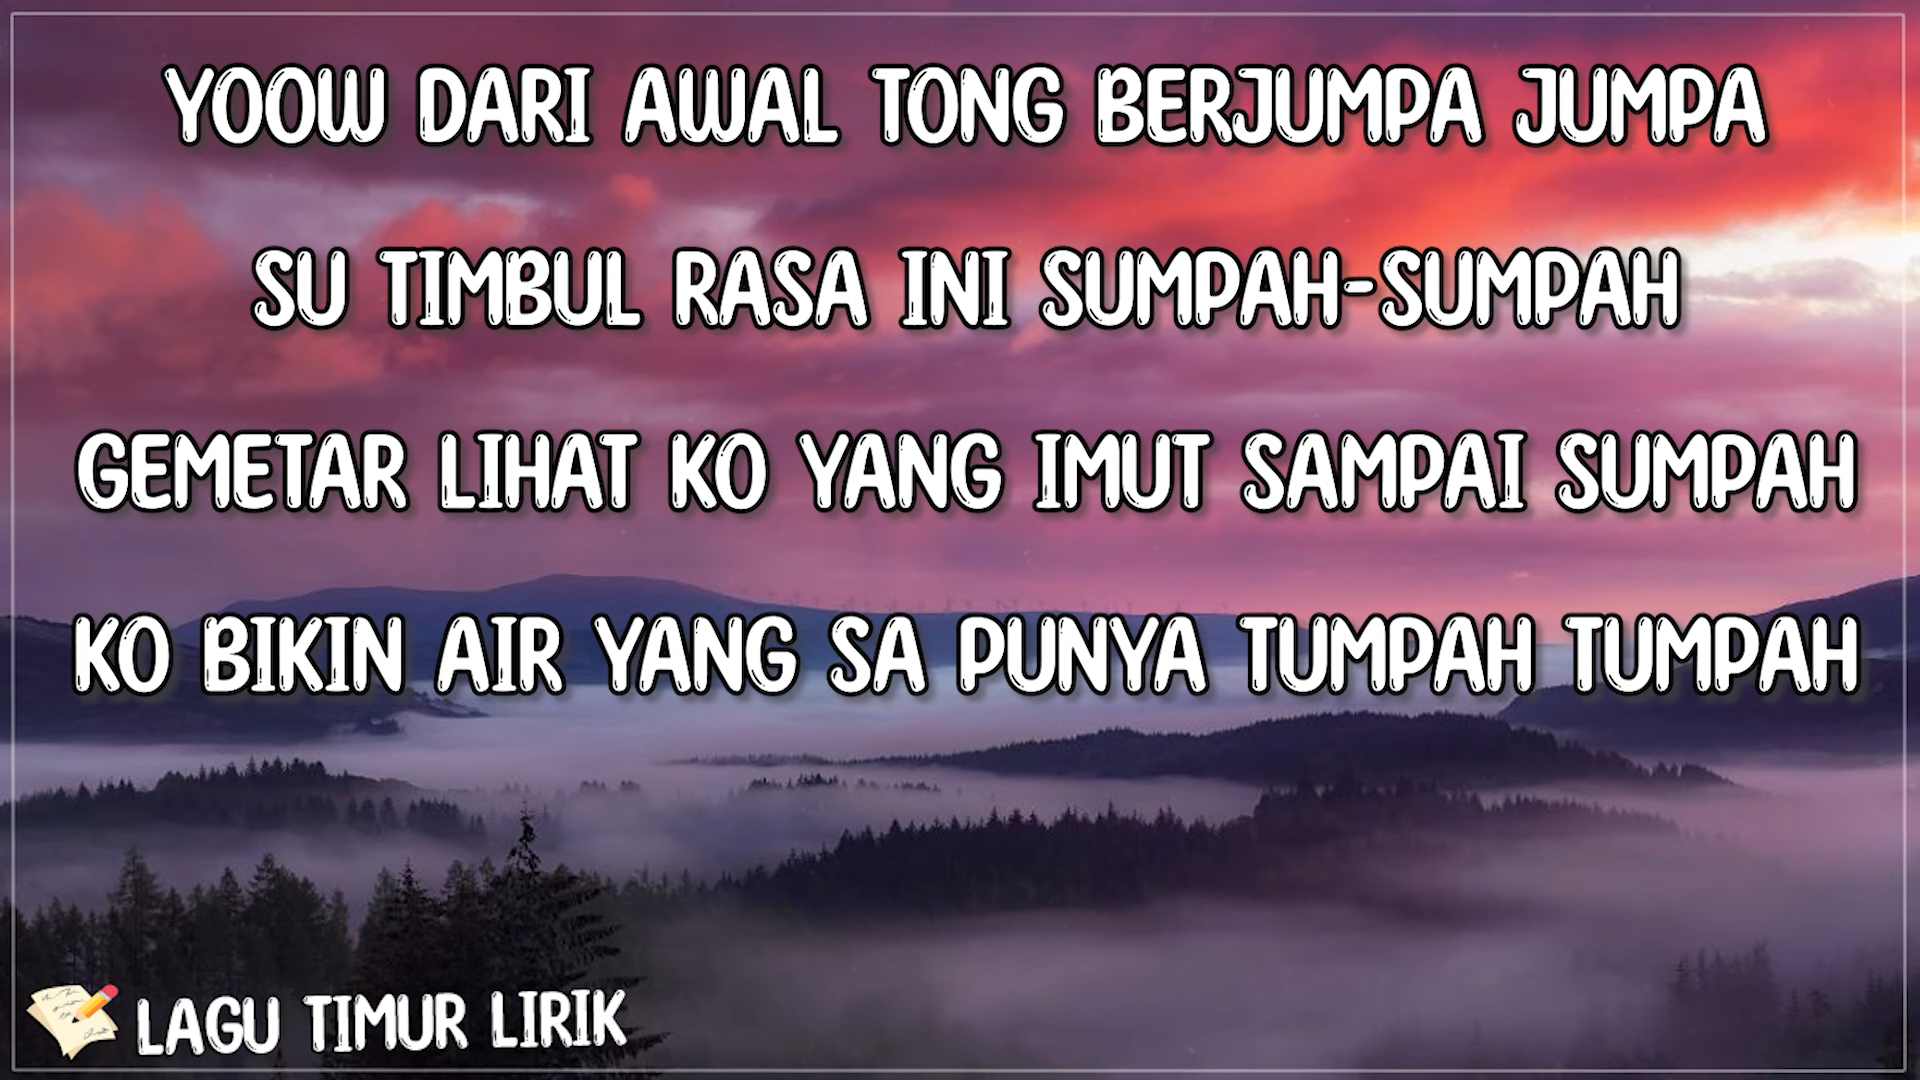 YOOW DARI AWAL TONG BERJUMPA JUMPA
SU TIMBUL RASA INI SUMPAH-SUMPAH
GEMETAR LIHAT KO YANG IMUT SAMPAI SUMPAH
KO BIKIN AIR YANG SA PUNYA TUMPAH TUMPAH
LAGU TIMUR LIRIK